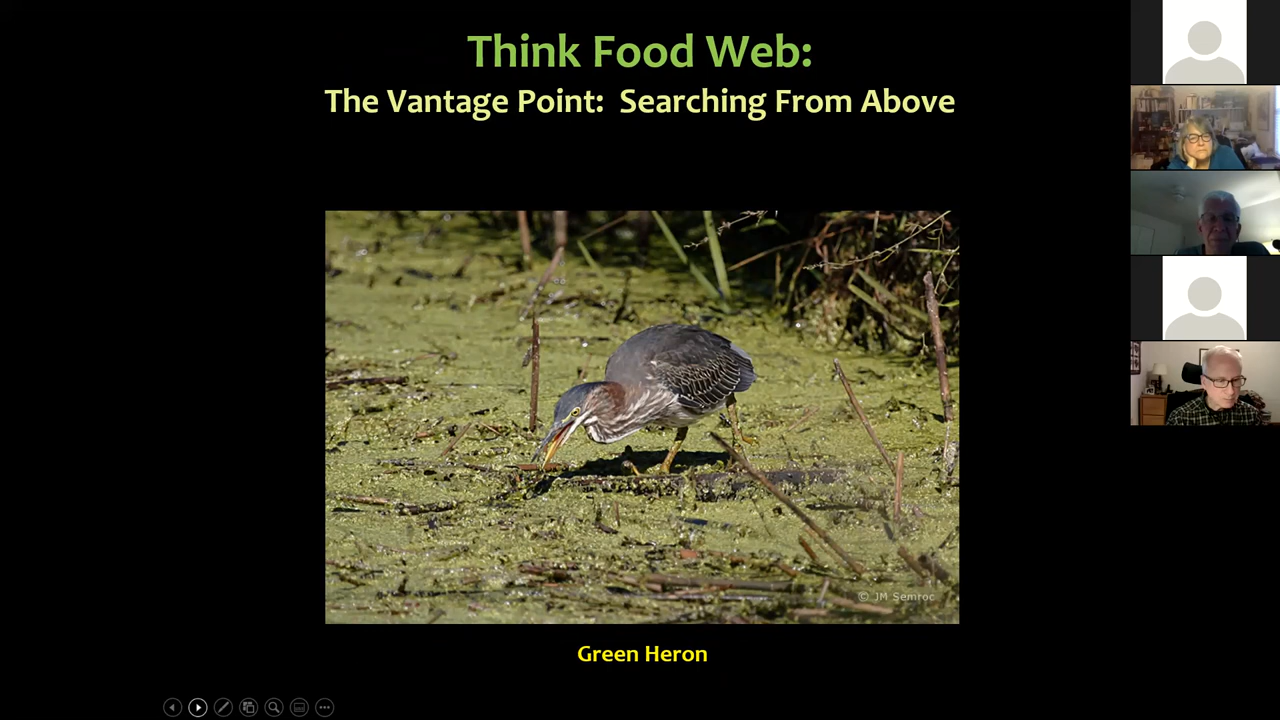 Think Food Web:
The Vantage Point: Searching From Above
© JM Semroc
Green Heron